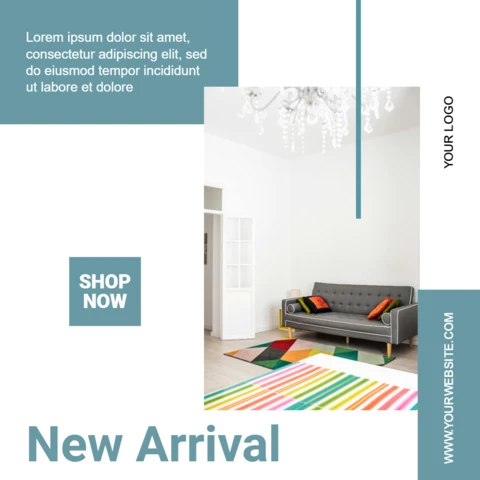 Lorem ipsum dolor sit amet,
consectetur adipiscing elit, sed
do eiusmod tempor incididunt
ut labore et dolore
YOUR LOGO
SHOP
NOW
WWW.YOURWEBSITE.COM
New Arrival